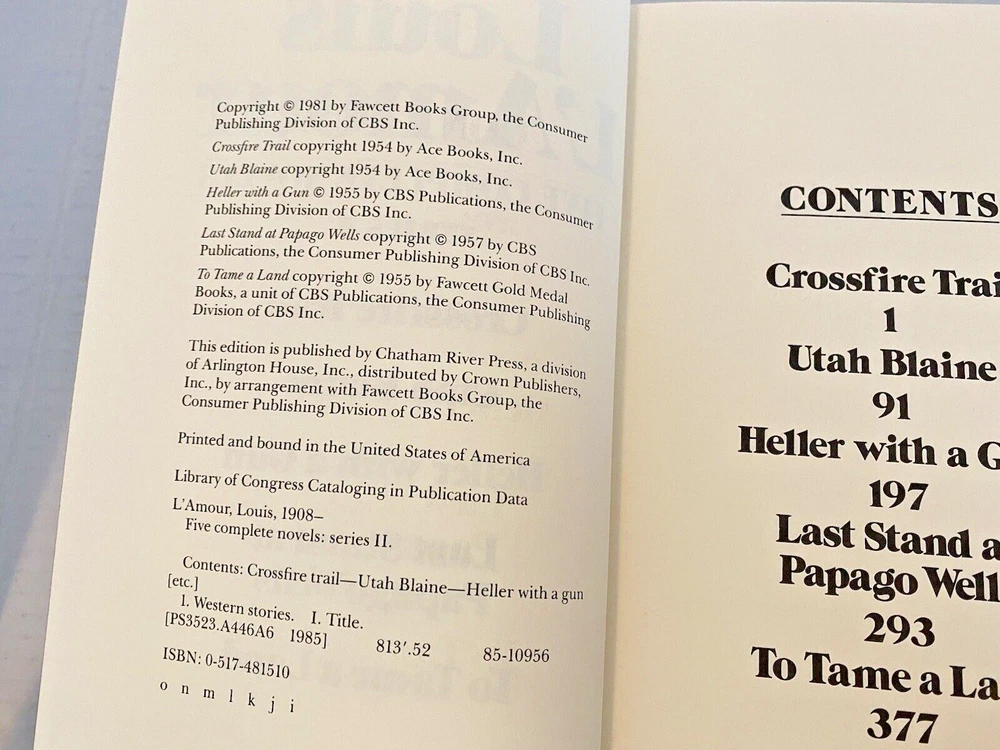 Copyright © 1981 by Fawcett Books Group, the Consumer
Publishing Division of CBS Inc.
Crossfire Trail copyright 1954 by Ace Books, Inc.
Utah Blaine copyright 1954 by Ace Books, Inc.
Heller with a Gun © 1955 by CBS Publications, the Consumer
Publishing Division of CBS Inc.
Last Stand at Papago Wells copyright © 1957 by CBS
Publications, the Consumer Publishing Division of CBS Inc.
To Tame a Land copyright © 1955 by Fawcett Gold Medal
Books, a unit of CBS Publications, the Consumer Publishing
Division of CBS Inc.
This edition is published by Chatham River Press, a division
of Arlington House, Inc., distributed by Crown Publishers,
Inc., by arrangement with Fawcett Books Group, the
Consumer Publishing Division of CBS Inc.
Printed and bound in the United States of America
Library of Congress Cataloging in Publication Data
L'Amour, Louis, 1908–
Five complete novels: series II.
Contents: Crossfire trail—Utah Blaine—Heller with a gun
[etc.]
1. Western stories. I. Title.
[PS3523.A446A6 1985] 813'.52 85-10956
ISBN: 0-517-481510
o n m l k j i
CONTENTS
Crossfire Trai
1
Utah Blaine
91
Heller with a G
197
Last Stand a
Papago Well
293
To Tame a La
377